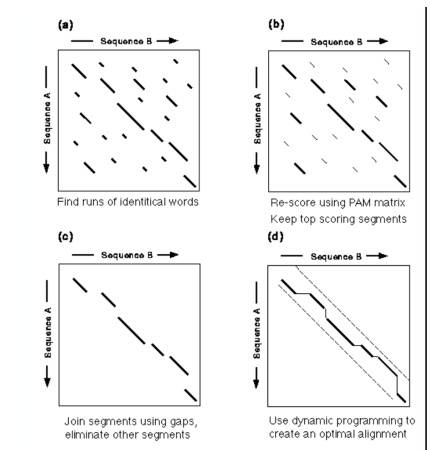 (a)
Sequence B
Sequence A
Find runs of identitical words
(b)
Sequence B
Sequence A
Re-score using PAM matrix
Keep top scoring segments
(c)
Sequence B
Sequence A
Join segments using gaps,
eliminate other segments
(d)
Sequence B
Sequence A
Use dynamic programming to
create an optimal alignment